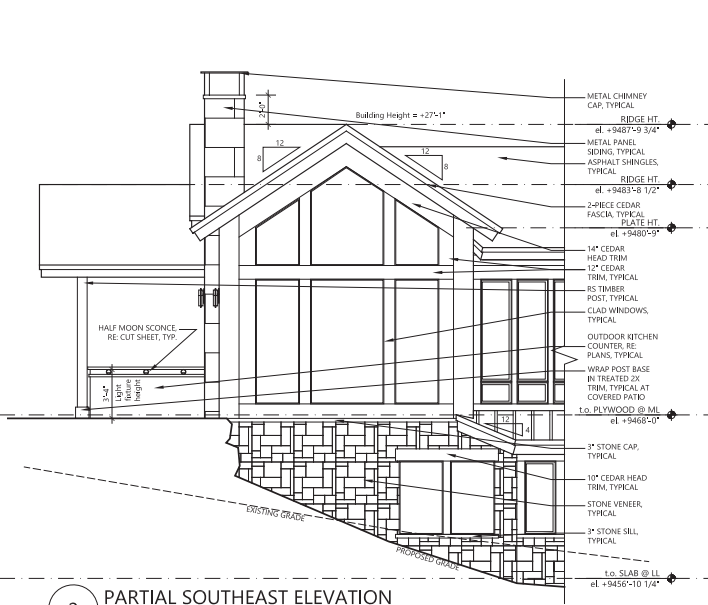 METAL CHIMNEY
CAP, TYPICAL
2'-0"
Building Height = +27'-1"
RIDGE HT.
el. +9487'-9 3/4"
12
8
12
8
METAL PANEL
SIDING, TYPICAL
ASPHALT SHINGLES,
TYPICAL
RIDGE HT.
el. +9483'-8 1/2"
2-PIECE CEDAR
FASCIA, TYPICAL
PLATE HT.
el. +9480'-9"
14" CEDAR
HEAD TRIM
12" CEDAR
TRIM, TYPICAL
RS TIMBER
POST, TYPICAL
CLAD WINDOWS,
TYPICAL
HALF MOON SCONCE,
RE: CUT SHEET, TYP.
OUTDOOR KITCHEN
COUNTER, RE:
PLANS, TYPICAL
WRAP POST BASE
IN TREATED 2X
TRIM, TYPICAL AT
COVERED PATIO
3'-4"
Light
fixture
height
t.o. PLYWOOD @ ML
el. +9468'-0"
12
4
3" STONE CAP,
TYPICAL
10" CEDAR HEAD
TRIM, TYPICAL
STONE VENEER,
TYPICAL
EXISTING GRADE
3" STONE SILL,
TYPICAL
PROPOSED GRADE
t.o. SLAB @ LL
el. +9456'-10 1/4"
PARTIAL SOUTHEAST ELEVATION